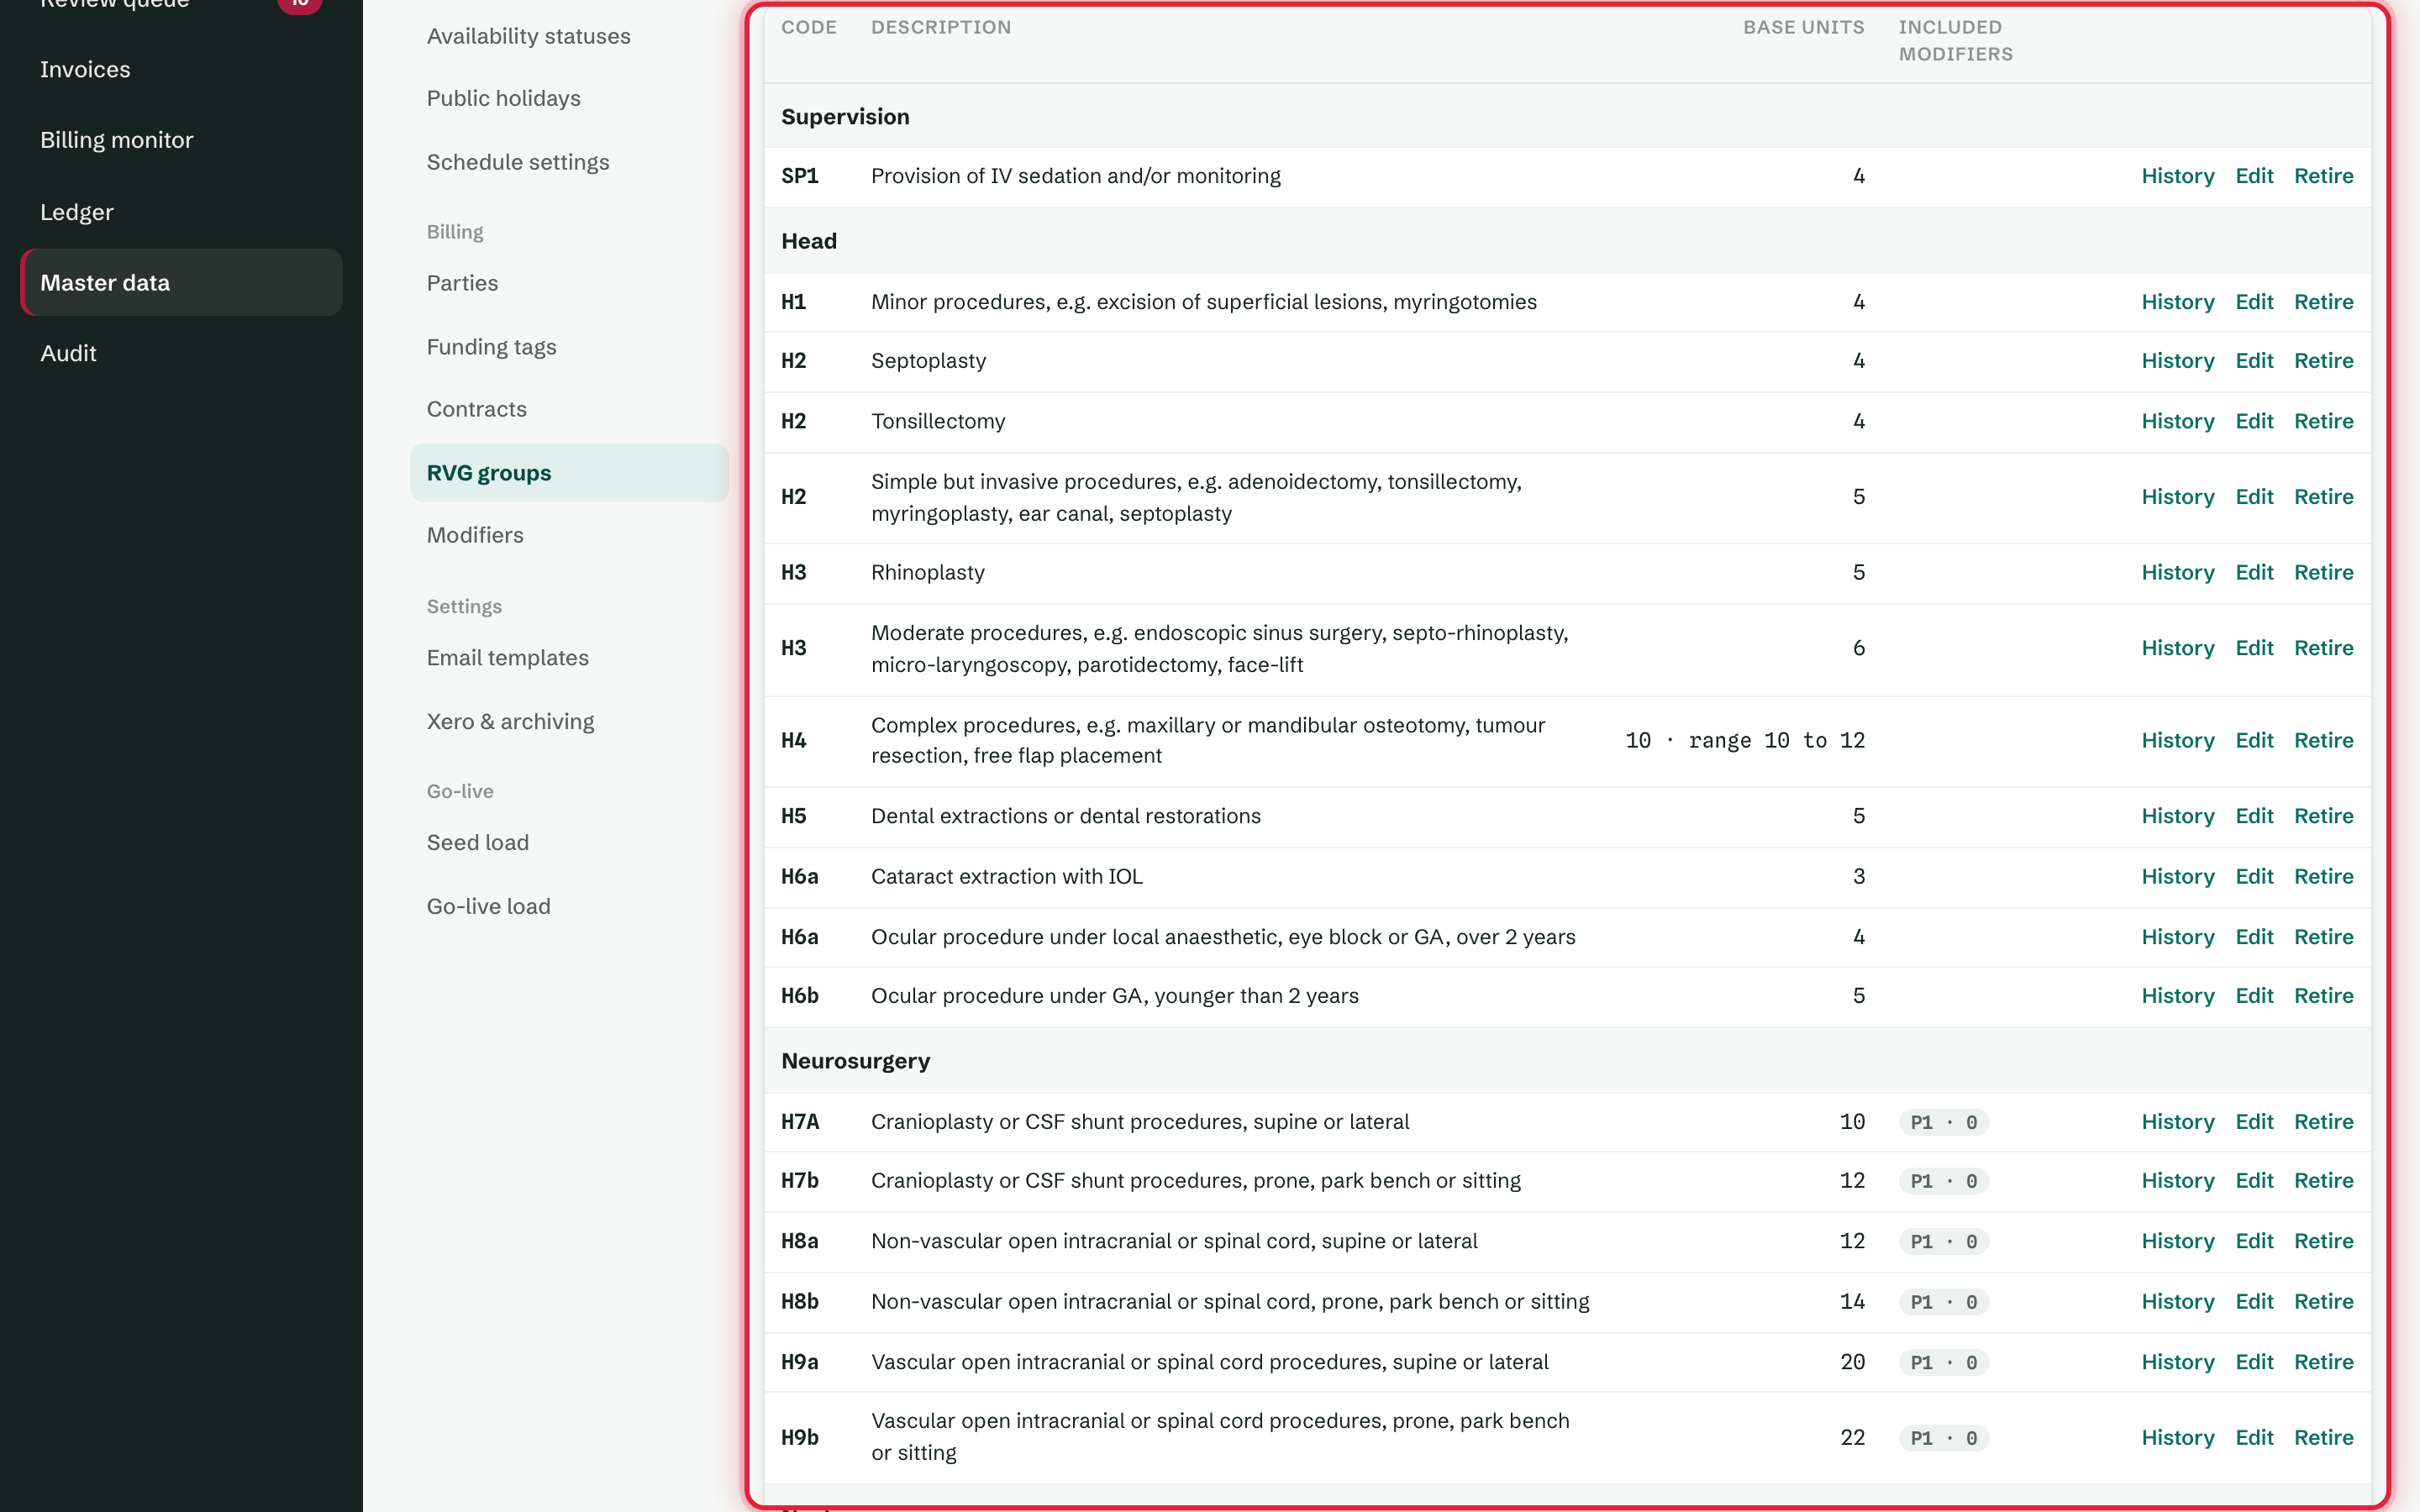 Review queue
Invoices
Billing monitor
Ledger
Master data
Audit
Availability statuses
Public holidays
Schedule settings
Billing
Parties
Funding tags
Contracts
RVG groups
Modifiers
Settings
Email templates
Xero & archiving
Go-live
Seed load
Go-live load
CODE DESCRIPTION BASE UNITS INCLUDED
MODIFIERS
Supervision
SP1 Provision of IV sedation and/or monitoring 4 History Edit Retire
Head
H1 Minor procedures, e.g. excision of superficial lesions, myringotomies 4 History Edit Retire
H2 Septoplasty 4 History Edit Retire
H2 Tonsillectomy 4 History Edit Retire
H2 Simple but invasive procedures, e.g. adenoidectomy, tonsillectomy,
myringoplasty, ear canal, septoplasty 5 History Edit Retire
H3 Rhinoplasty 5 History Edit Retire
H3 Moderate procedures, e.g. endoscopic sinus surgery, septo-rhinoplasty,
micro-laryngoscopy, parotidectomy, face-lift 6 History Edit Retire
H4 Complex procedures, e.g. maxillary or mandibular osteotomy, tumour
resection, free flap placement 10 · range 10 to 12 History Edit Retire
H5 Dental extractions or dental restorations 5 History Edit Retire
H6a Cataract extraction with IOL 3 History Edit Retire
H6a Ocular procedure under local anaesthetic, eye block or GA, over 2 years 4 History Edit Retire
H6b Ocular procedure under GA, younger than 2 years 5 History Edit Retire
Neurosurgery
H7A Cranioplasty or CSF shunt procedures, supine or lateral 10 P1 · 0 History Edit Retire
H7b Cranioplasty or CSF shunt procedures, prone, park bench or sitting 12 P1 · 0 History Edit Retire
H8a Non-vascular open intracranial or spinal cord, supine or lateral 12 P1 · 0 History Edit Retire
H8b Non-vascular open intracranial or spinal cord, prone, park bench or sitting 14 P1 · 0 History Edit Retire
H9a Vascular open intracranial or spinal cord procedures, supine or lateral 20 P1 · 0 History Edit Retire
H9b Vascular open intracranial or spinal cord procedures, prone, park bench
or sitting 22 P1 · 0 History Edit Retire